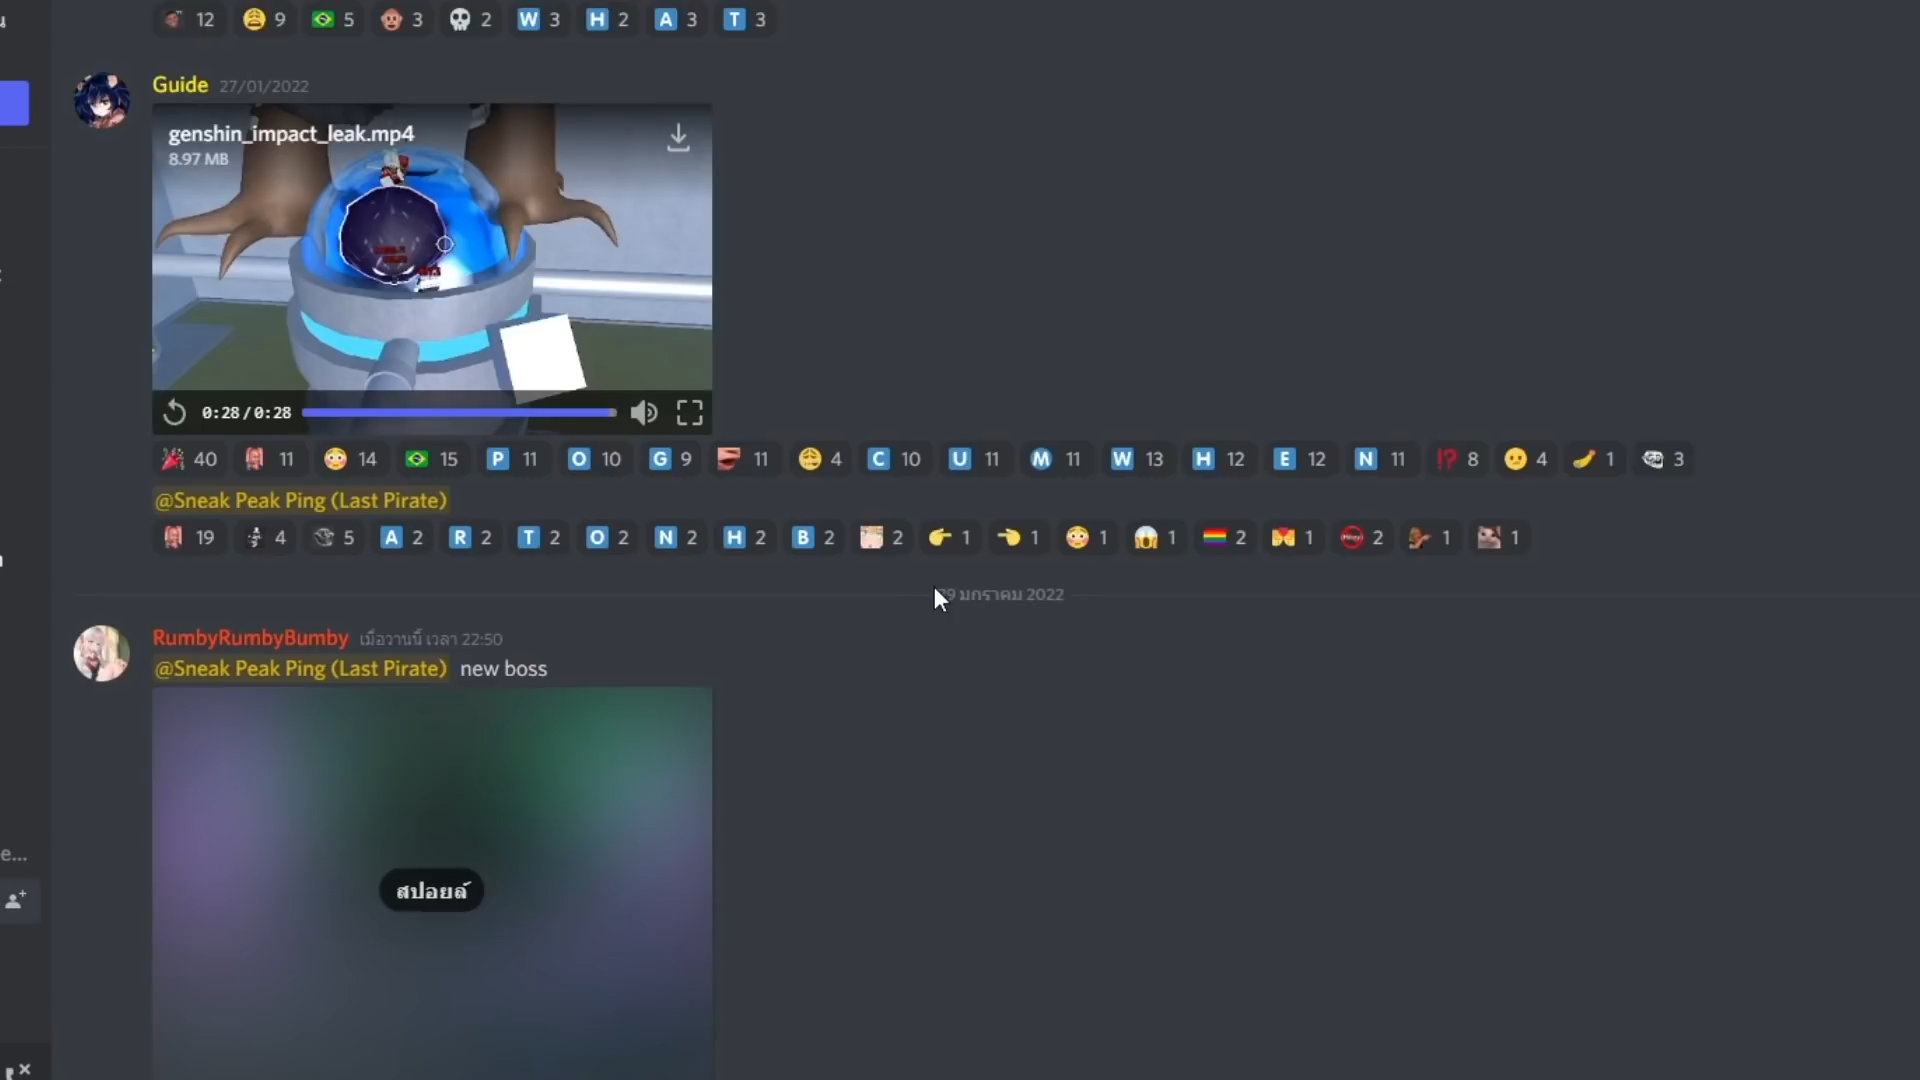 12 9 5 3 2 W 3 H 2 A 3 T 3
Guide 27/01/2022
genshin_impact_leak.mp4
8.97 MB
0:28/0:28
40 11 14 15 P 11 O 10 G 9 11 4 C 10 U 11 M 11 W 13 H 12 E 12 N 11 !? 8 4 1 3
@Sneak Peak Ping (Last Pirate)
19 4 5 A 2 R 2 T 2 O 2 N 2 H 2 B 2 2 1 1 1 1 2 1 2 1 1
29 มกราคม 2022
RumbyRumbyBumby เมื่อวานนี้ เวลา 22:50
@Sneak Peak Ping (Last Pirate) new boss
สปอยล์
e...